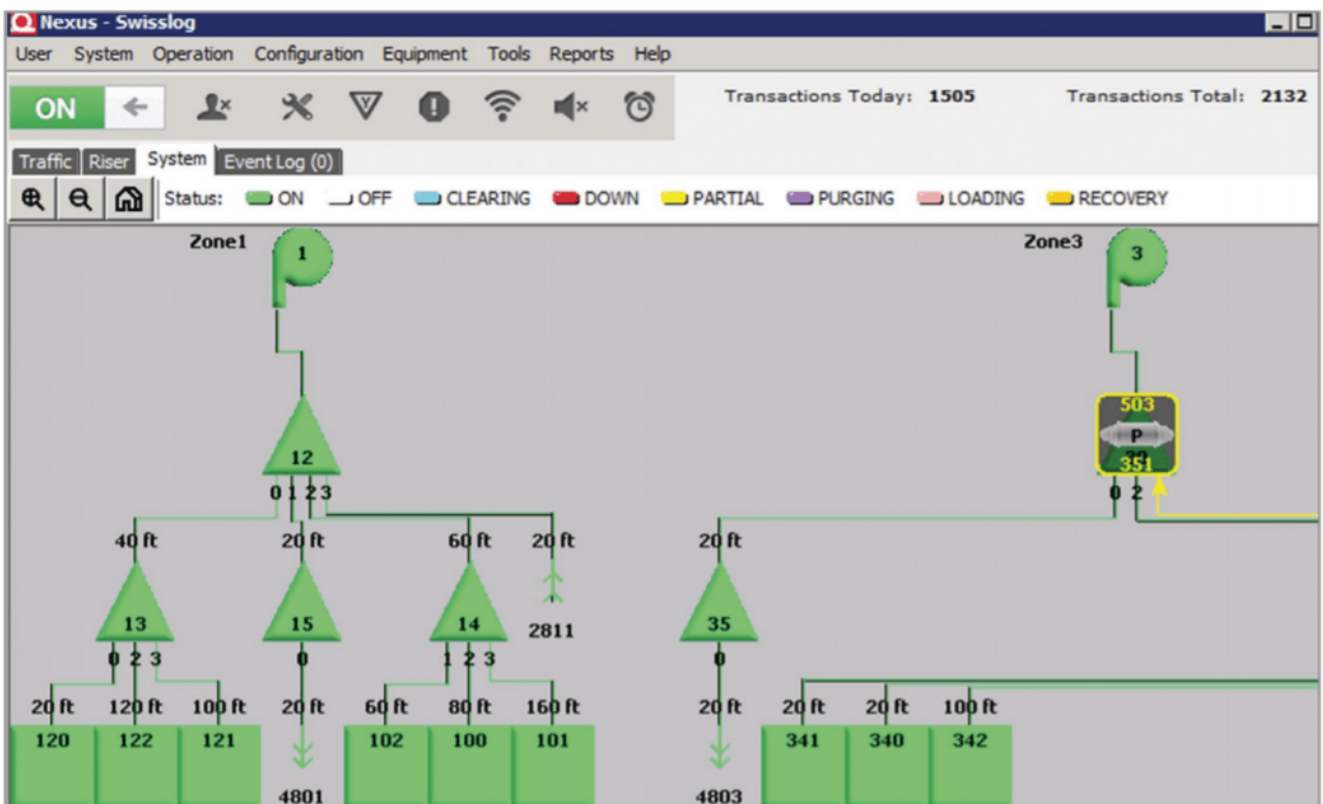 Nexus - Swisslog
User System Operation Configuration Equipment Tools Reports Help
ON Transactions Today: 1505 Transactions Total: 2132
Traffic Riser System Event Log (0)
Status: ON OFF CLEARING DOWN PARTIAL PURGING LOADING RECOVERY
Zone1 1 Zone3 3
503
P
12 351
0 1 2 3 0 2
40 ft 20 ft 60 ft 20 ft 20 ft
13 15 14 2811 35
0 2 3 0 1 2 3 0
20 ft 120 ft 100 ft 20 ft 60 ft 80 ft 160 ft 20 ft 20 ft 20 ft 100 ft
120 122 121 102 100 101 341 340 342
4801 4803